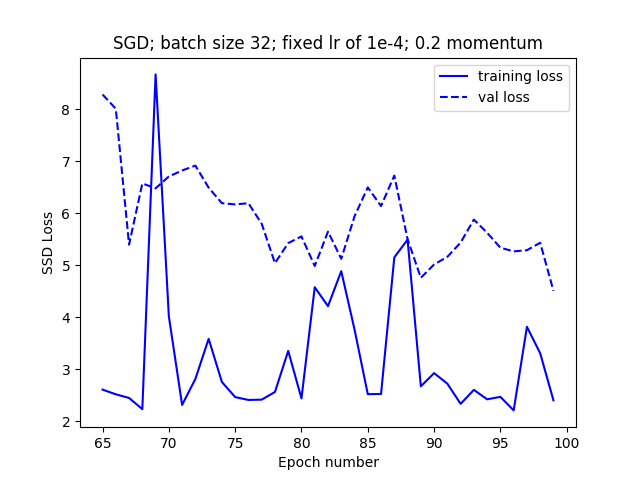 SGD; batch size 32; fixed lr of 1e-4; 0.2 momentum
training loss
val loss
SSD Loss
8
7
6
5
4
3
2
65 70 75 80 85 90 95 100
Epoch number